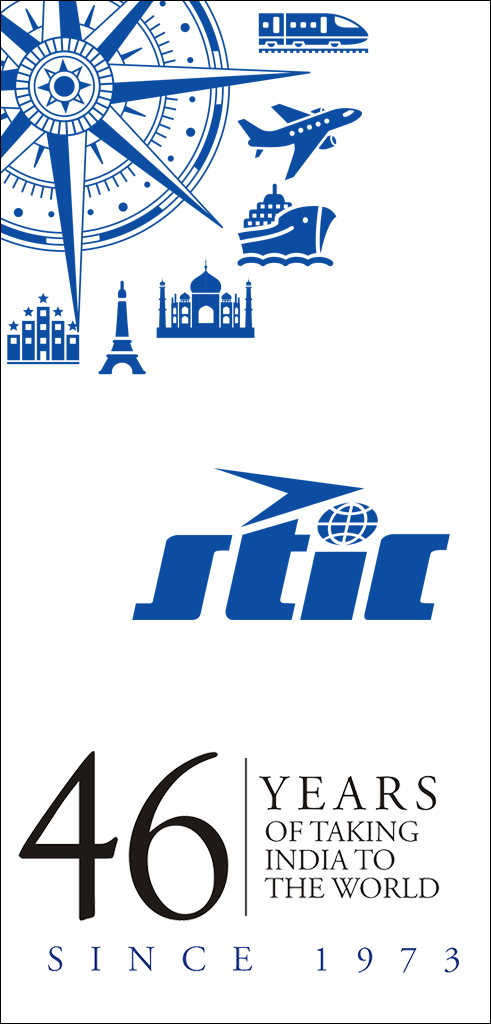 stic
46 YEARS
OF TAKING
INDIA TO
THE WORLD
SINCE 1973